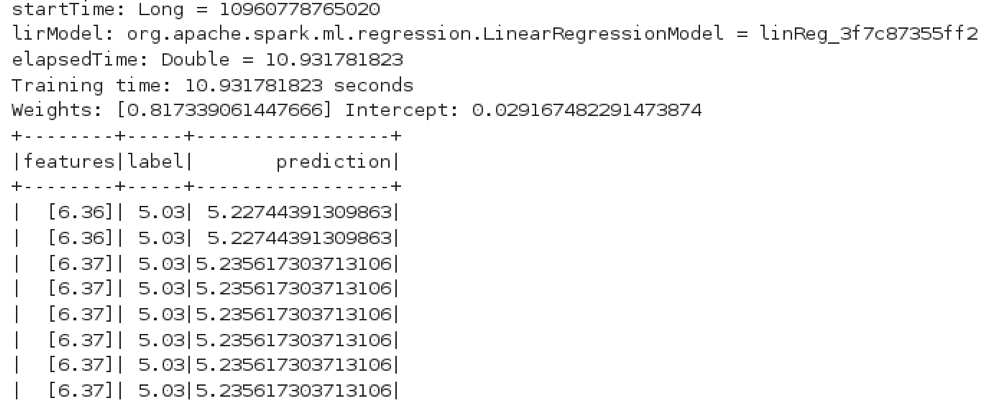 startTime: Long = 10960778765020
lirModel: org.apache.spark.ml.regression.LinearRegressionModel = linReg_3f7c87355ff2
elapsedTime: Double = 10.931781823
Training time: 10.931781823 seconds
Weights: [0.817339061447666] Intercept: 0.029167482291473874
+--------+-----+-----------------+
|features|label|       prediction|
+--------+-----+-----------------+
|  [6.36]| 5.03| 5.22744391309863|
|  [6.36]| 5.03| 5.22744391309863|
|  [6.37]| 5.03|5.235617303713106|
|  [6.37]| 5.03|5.235617303713106|
|  [6.37]| 5.03|5.235617303713106|
|  [6.37]| 5.03|5.235617303713106|
|  [6.37]| 5.03|5.235617303713106|
|  [6.37]| 5.03|5.235617303713106|